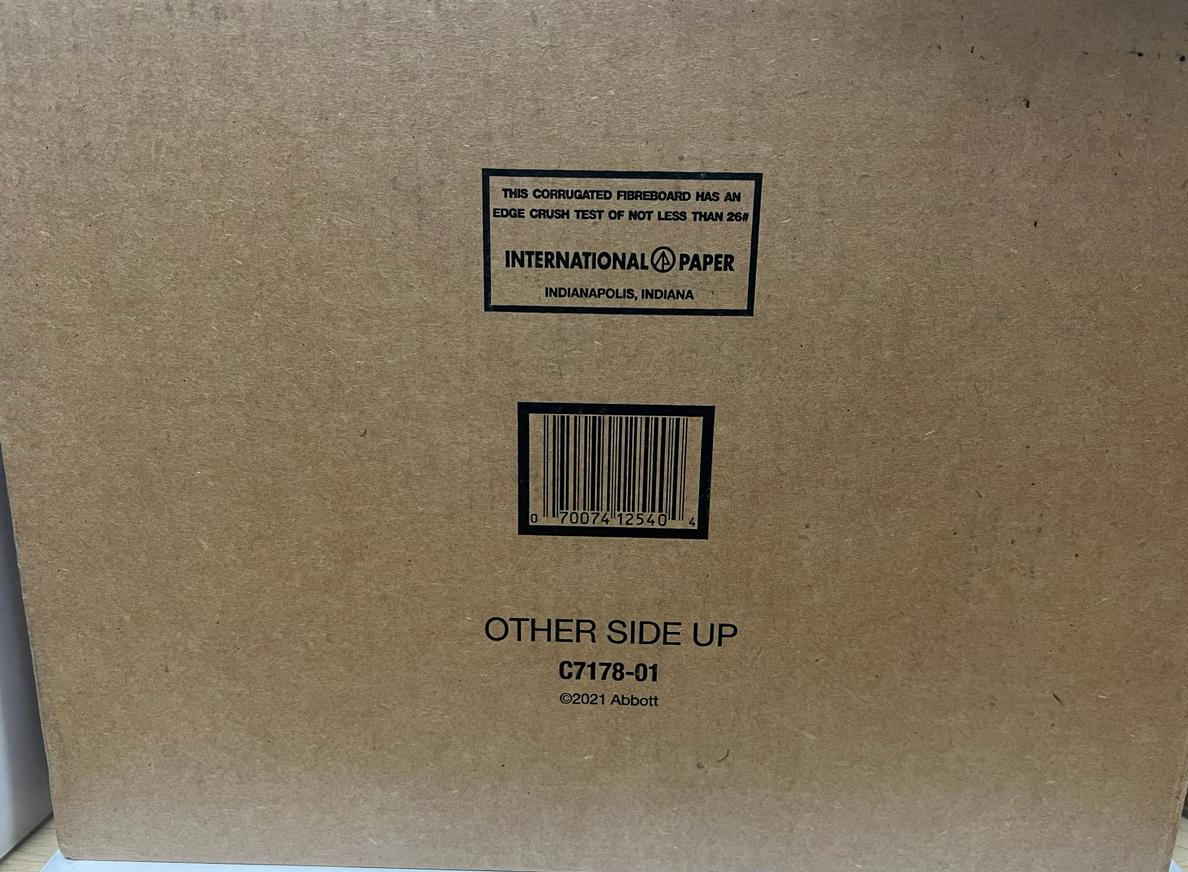 THIS CORRUGATED FIBREBOARD HAS AN
EDGE CRUSH TEST OF NOT LESS THAN 26#
INTERNATIONAL PAPER
INDIANAPOLIS, INDIANA
0 70074 12540 4
OTHER SIDE UP
C7178-01
©2021 Abbott